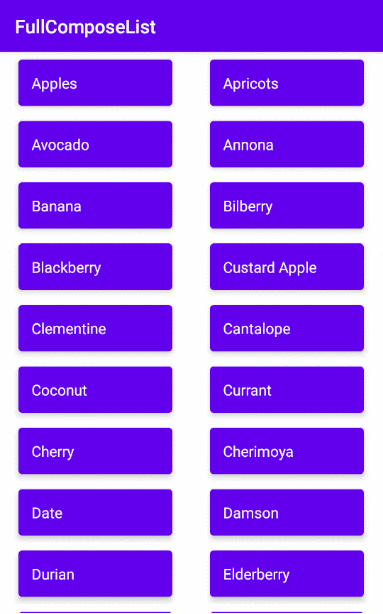 FullComposeList
Apples
Apricots
Avocado
Annona
Banana
Bilberry
Blackberry
Custard Apple
Clementine
Cantalope
Coconut
Currant
Cherry
Cherimoya
Date
Damson
Durian
Elderberry